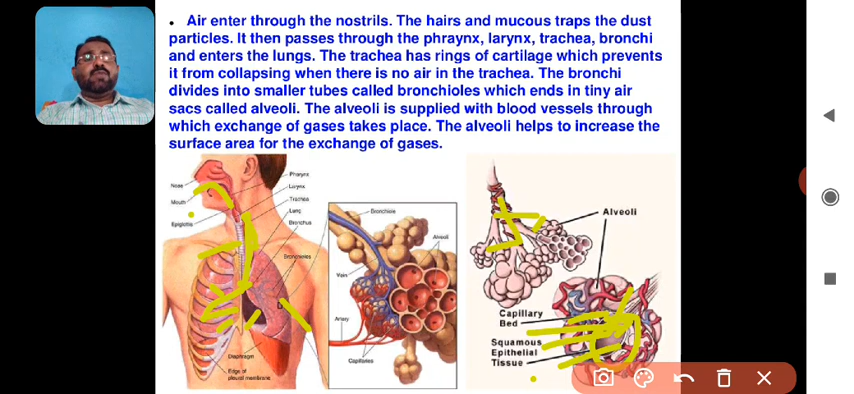 • Air enter through the nostrils. The hairs and mucous traps the dust
particles. It then passes through the phraynx, larynx, trachea, bronchi
and enters the lungs. The trachea has rings of cartilage which prevents
it from collapsing when there is no air in the trachea. The bronchi
divides into smaller tubes called bronchioles which ends in tiny air
sacs called alveoli. The alveoli is supplied with blood vessels through
which exchange of gases takes place. The alveoli helps to increase the
surface area for the exchange of gases.
Nose
Mouth
Epiglottis
Pharynx
Larynx
Trachea
Lung
Bronchus
Bronchioles
Diaphragm
Edge of
pleural membrane
Bronchiole
Alveoli
Vein
Artery
Capillaries
Alveoli
Capillary
Bed
Squamous
Epithelial
Tissue